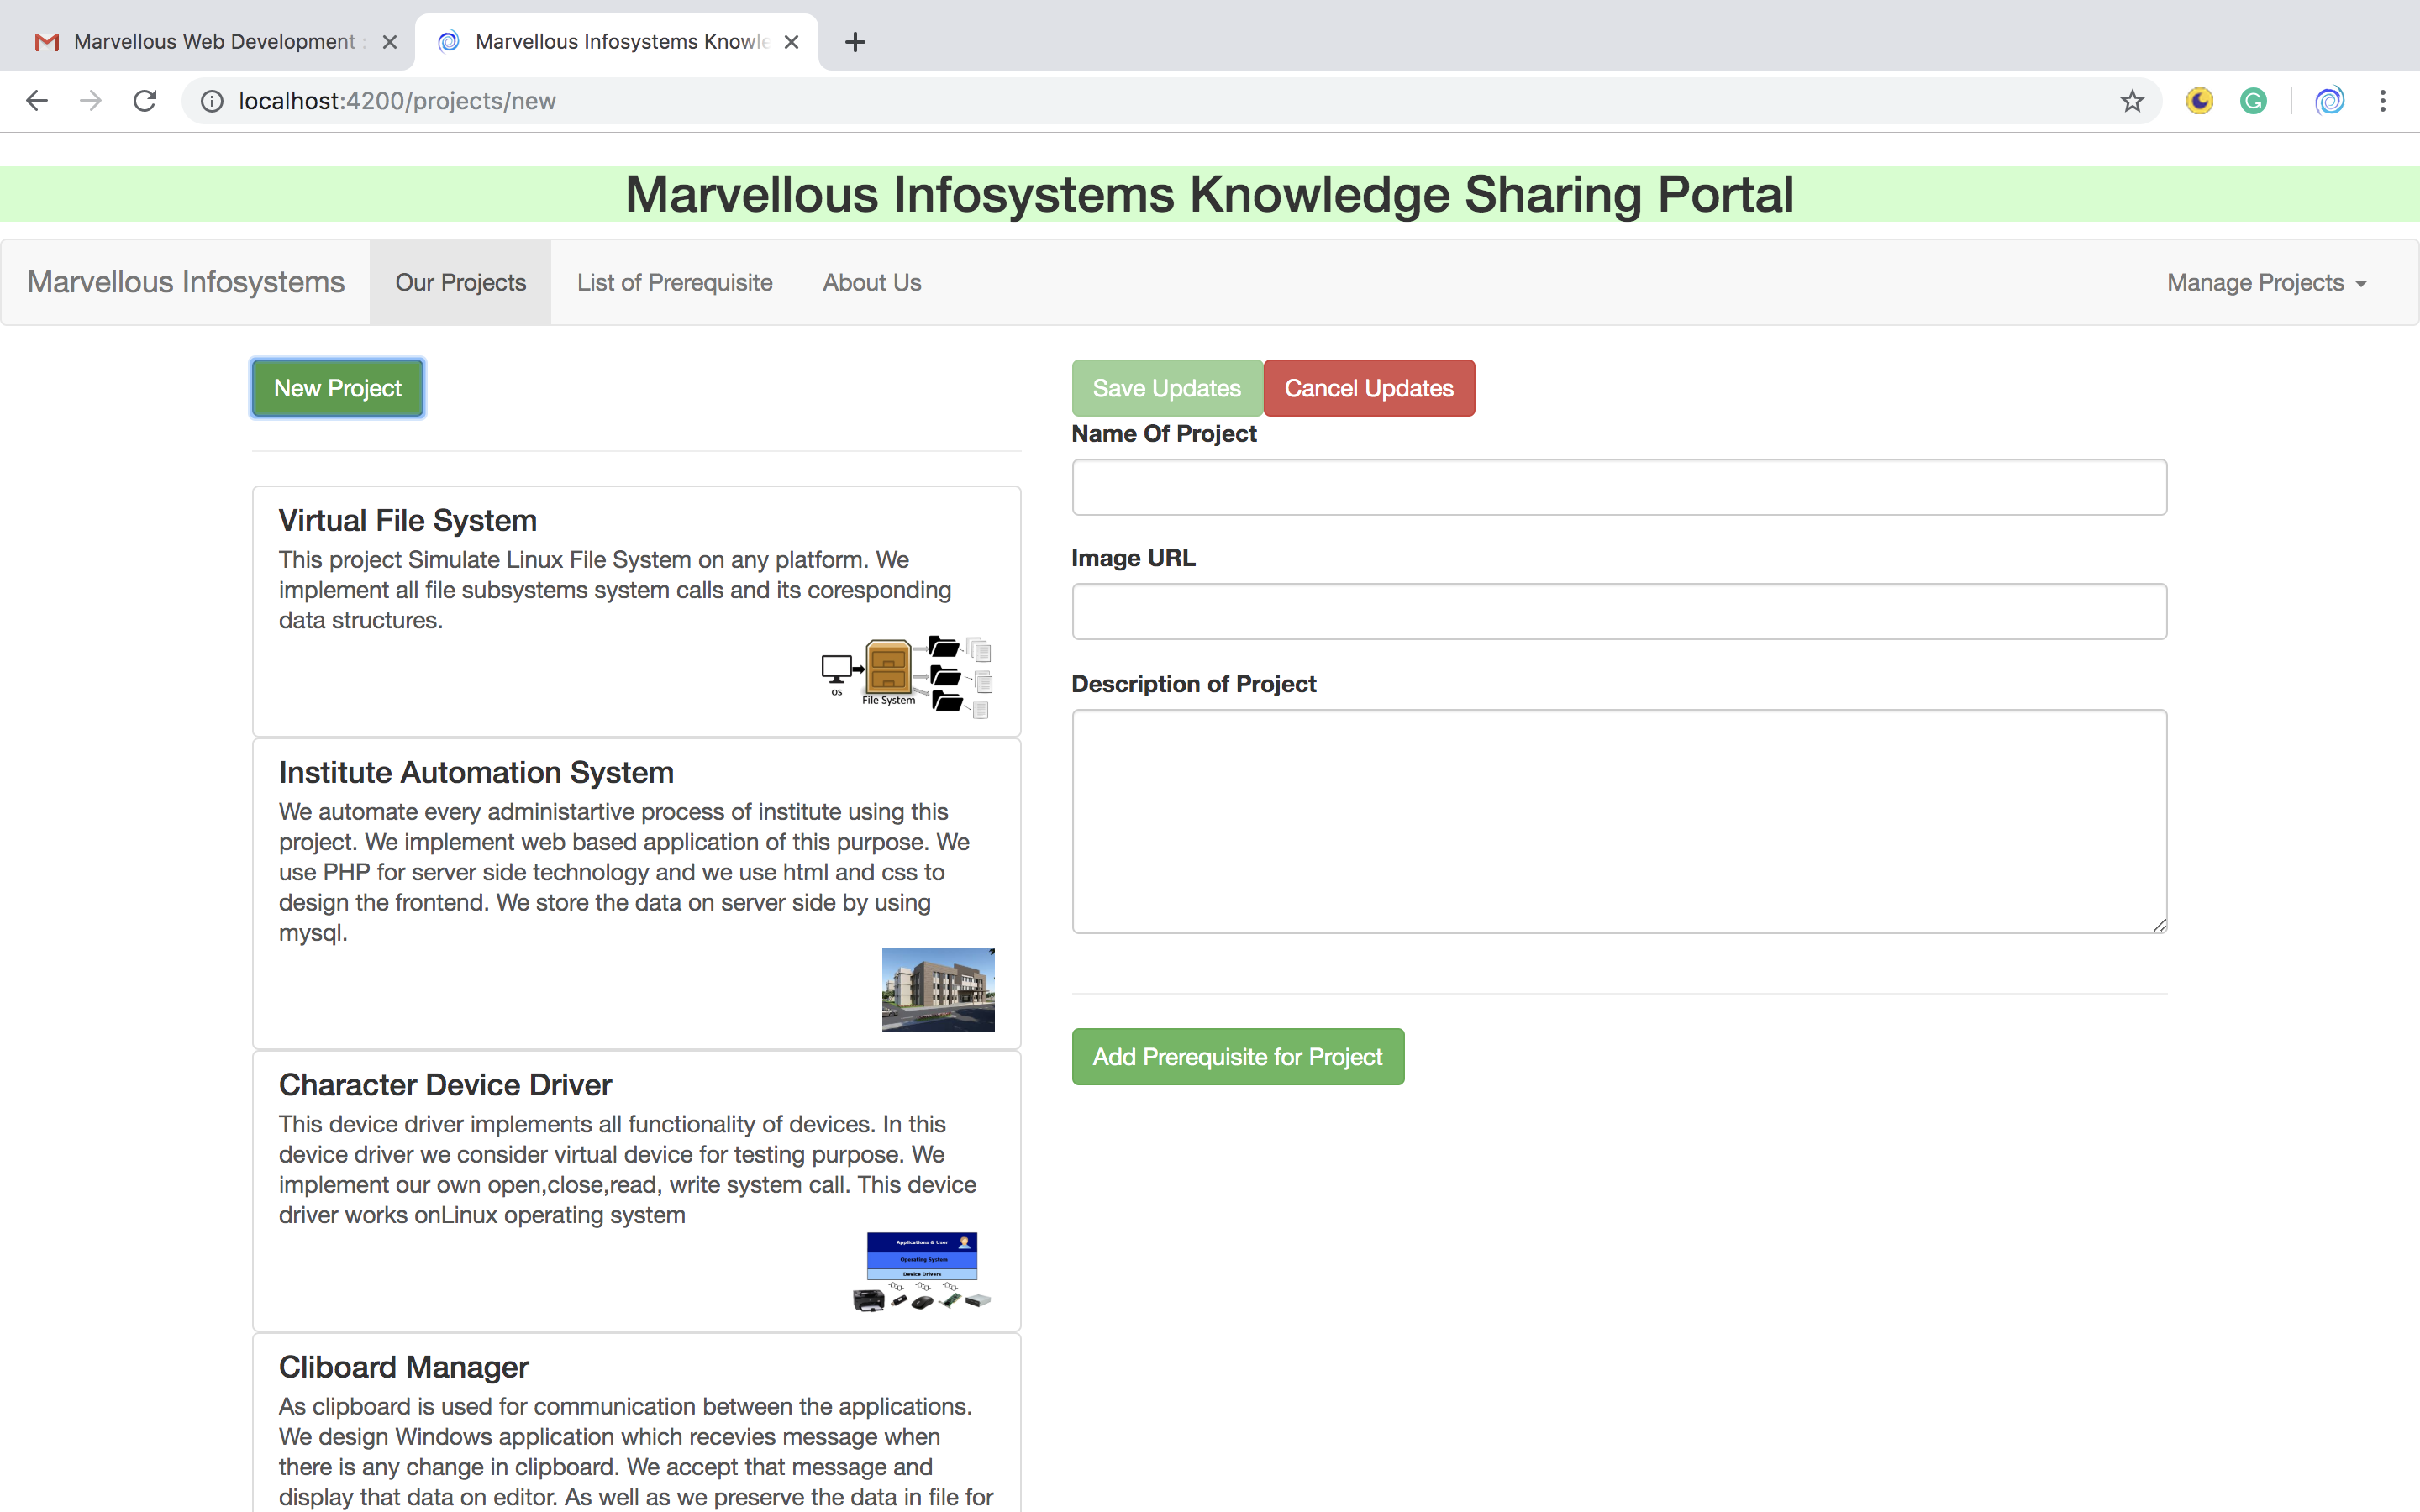 Marvellous Web Development
Marvellous Infosystems Knowle
localhost:4200/projects/new
Marvellous Infosystems Knowledge Sharing Portal
Marvellous Infosystems
Our Projects
List of Prerequisite
About Us
Manage Projects
New Project
Virtual File System
This project Simulate Linux File System on any platform. We
implement all file subsystems system calls and its coresponding
data structures.
OS
File System
Institute Automation System
We automate every administartive process of institute using this
project. We implement web based application of this purpose. We
use PHP for server side technology and we use html and css to
design the frontend. We store the data on server side by using
mysql.
Character Device Driver
This device driver implements all functionality of devices. In this
device driver we consider virtual device for testing purpose. We
implement our own open,close,read, write system call. This device
driver works onLinux operating system
Applications & User
Operating System
Device Drivers
Cliboard Manager
As clipboard is used for communication between the applications.
We design Windows application which recevies message when
there is any change in clipboard. We accept that message and
display that data on editor. As well as we preserve the data in file for
Save Updates
Cancel Updates
Name Of Project
Image URL
Description of Project
Add Prerequisite for Project